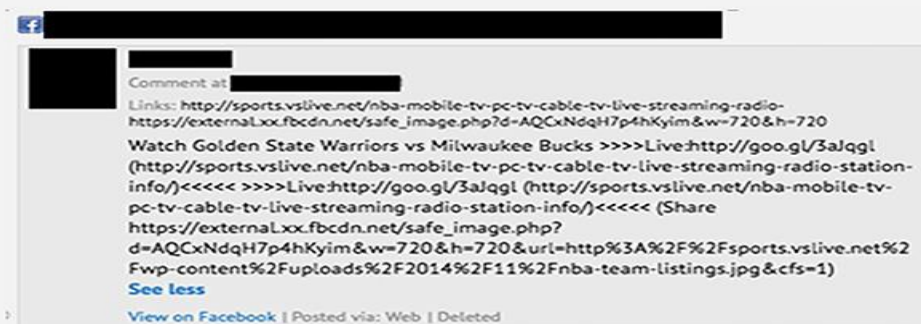 f
Comment at
Links: http://sports.vslive.net/nba-mobile-tv-pc-tv-cable-tv-live-streaming-radio-
https://external.xx.fbcdn.net/safe_image.php?d=AQCxNdqH7p4hKyim&w=720&h=720
Watch Golden State Warriors vs Milwaukee Bucks >>>>Live:http://goo.gl/3aJqgl
(http://sports.vslive.net/nba-mobile-tv-pc-tv-cable-tv-live-streaming-radio-station-
info/)<<<<< >>>>Live:http://goo.gl/3aJqgl (http://sports.vslive.net/nba-mobile-tv-
pc-tv-cable-tv-live-streaming-radio-station-info/)<<<<< (Share
https://external.xx.fbcdn.net/safe_image.php?
d=AQCxNdqH7p4hKyim&w=720&h=720&url=http%3A%2F%2Fsports.vslive.net%2
Fwp-content%2Fuploads%2F2014%2F11%2Fnba-team-listings.jpg&cfs=1)
See less
View on Facebook | Posted via: Web | Deleted